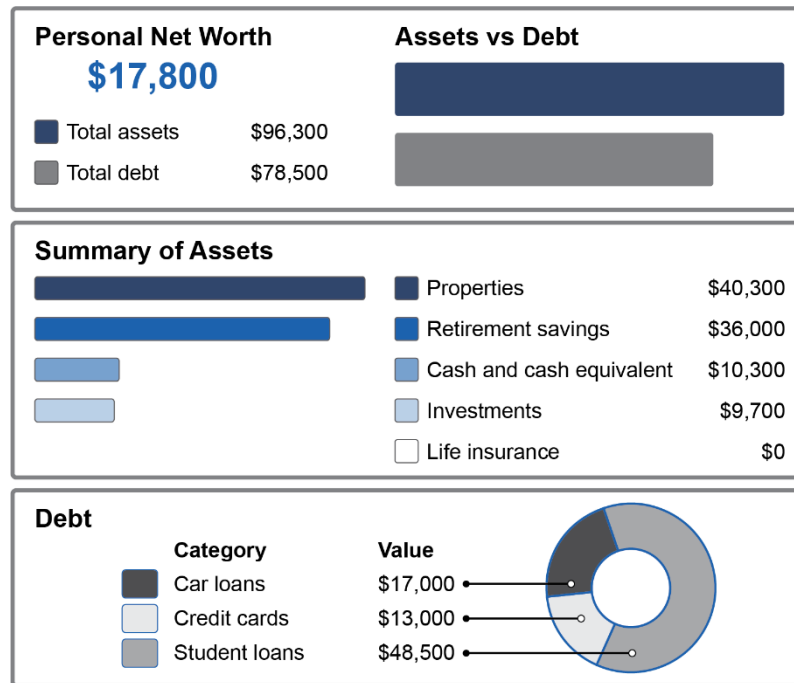 Personal Net Worth
$17,800
Total assets $96,300
Total debt $78,500
Assets vs Debt
Summary of Assets
Properties $40,300
Retirement savings $36,000
Cash and cash equivalent $10,300
Investments $9,700
Life insurance $0
Debt
Category Value
Car loans $17,000
Credit cards $13,000
Student loans $48,500